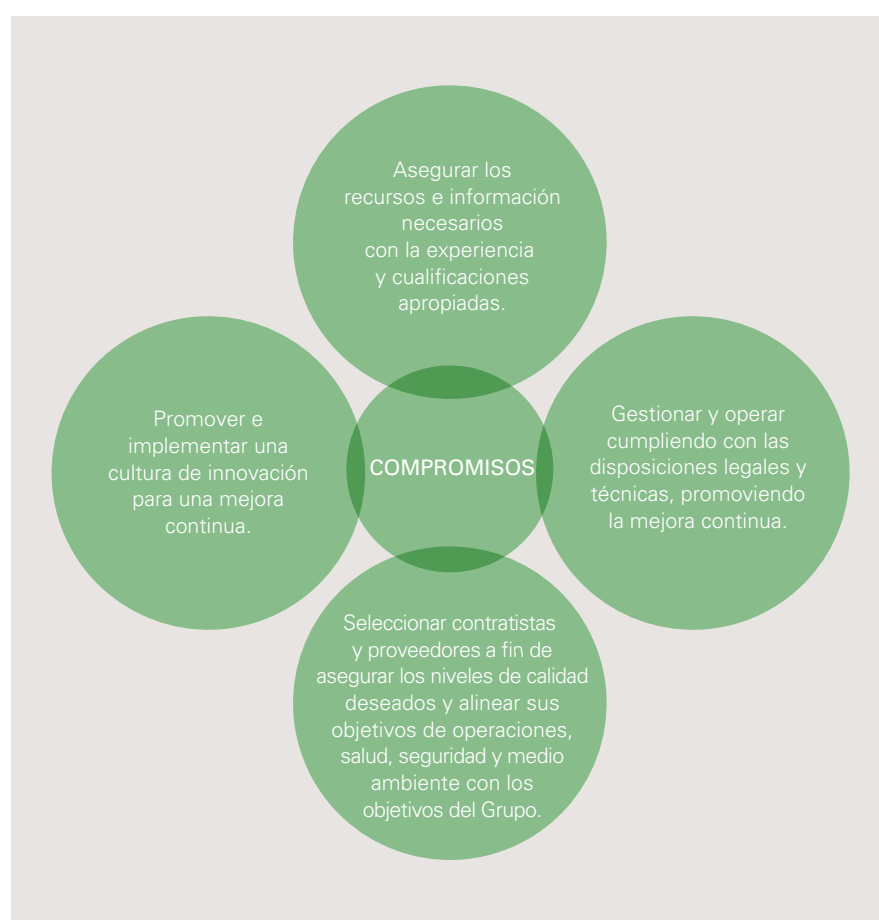 Asegurar los
recursos e información
necesarios
con la experiencia
y cualificaciones
apropiadas.
Promover e
implementar una
cultura de innovación
para una mejora
continua.
COMPROMISOS
Gestionar y operar
cumpliendo con las
disposiciones legales y
técnicas, promoviendo
la mejora continua.
Seleccionar contratistas
y proveedores a fin de
asegurar los niveles de calidad
deseados y alinear sus
objetivos de operaciones,
salud, seguridad y medio
ambiente con los
objetivos del Grupo.